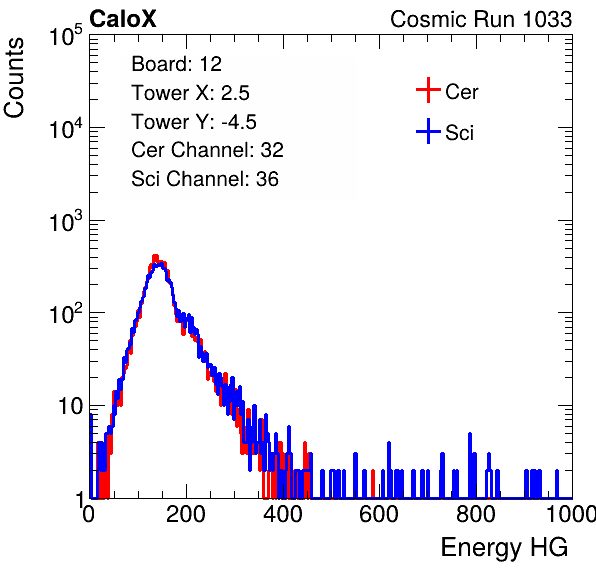 CaloX Cosmic Run 1033
Counts
10^5
10^4
10^3
10^2
10
1
Board: 12
Tower X: 2.5
Tower Y: -4.5
Cer Channel: 32
Sci Channel: 36
Cer
Sci
0 200 400 600 800 1000
Energy HG